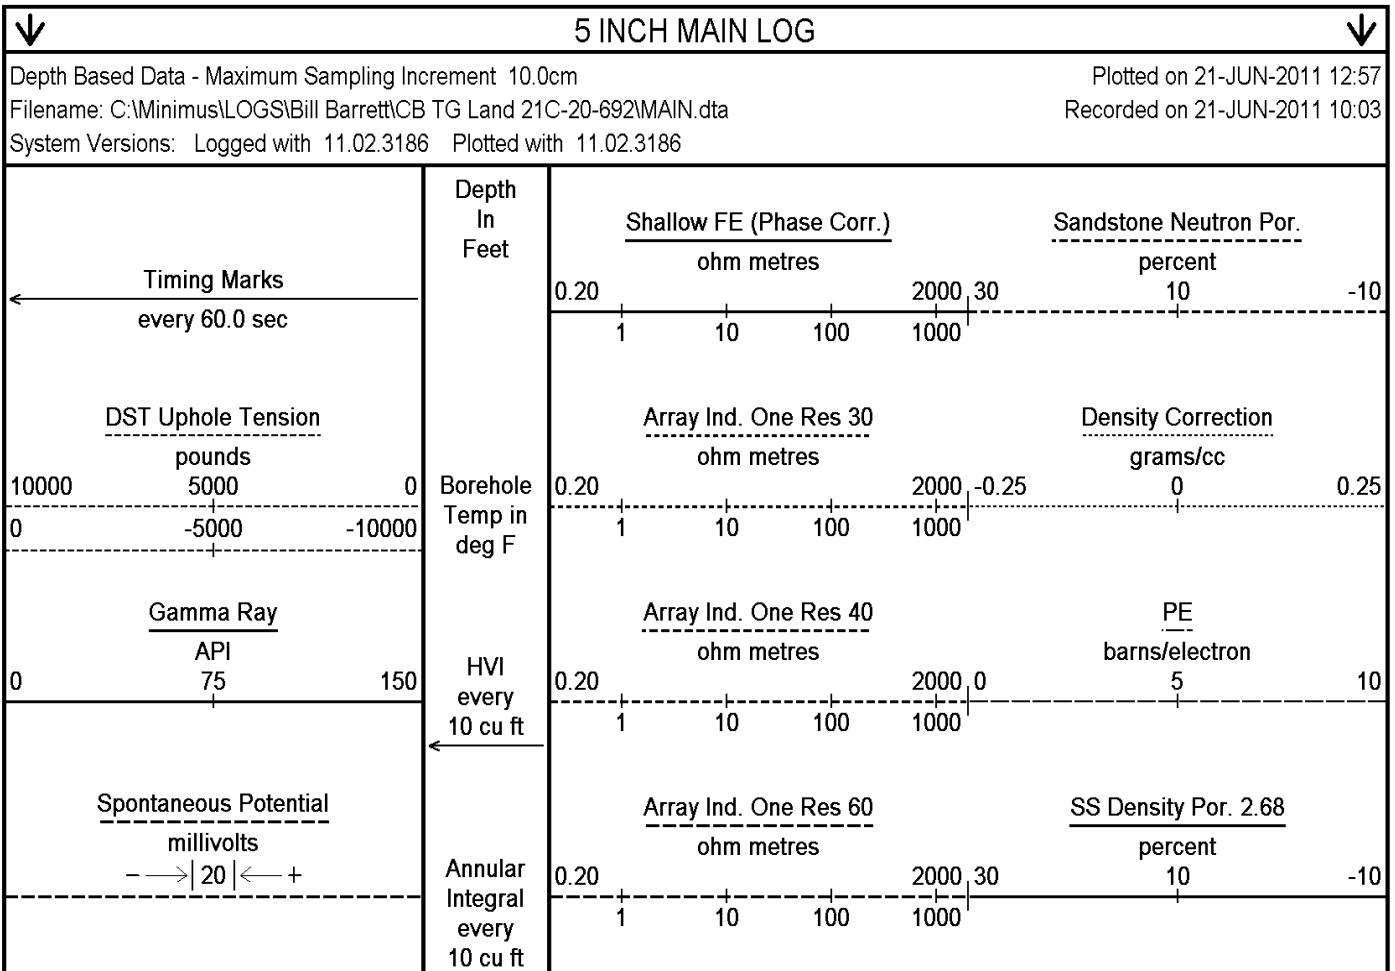 5 INCH MAIN LOG
Depth Based Data - Maximum Sampling Increment 10.0cm
Plotted on 21-JUN-2011 12:57
Filename: C:\Minimus\LOGS\Bill Barrett\CB TG Land 21C-20-692\MAIN.dta
Recorded on 21-JUN-2011 10:03
System Versions: Logged with 11.02.3186 Plotted with 11.02.3186
Timing Marks
every 60.0 sec
DST Uphole Tension
pounds
10000 5000 0
0 -5000 -10000
Gamma Ray
API
0 75 150
Spontaneous Potential
millivolts
- 20 +
Depth
In
Feet
Borehole
Temp in
deg F
HVI
every
10 cu ft
Annular
Integral
every
10 cu ft
Shallow FE (Phase Corr.)
ohm metres
0.20 2000
1 10 100 1000
Array Ind. One Res 30
ohm metres
0.20 2000
1 10 100 1000
Array Ind. One Res 40
ohm metres
0.20 2000
1 10 100 1000
Array Ind. One Res 60
ohm metres
0.20 2000
1 10 100 1000
Sandstone Neutron Por.
percent
30 10 -10
Density Correction
grams/cc
-0.25 0 0.25
PE
barns/electron
0 5 10
SS Density Por. 2.68
percent
30 10 -10